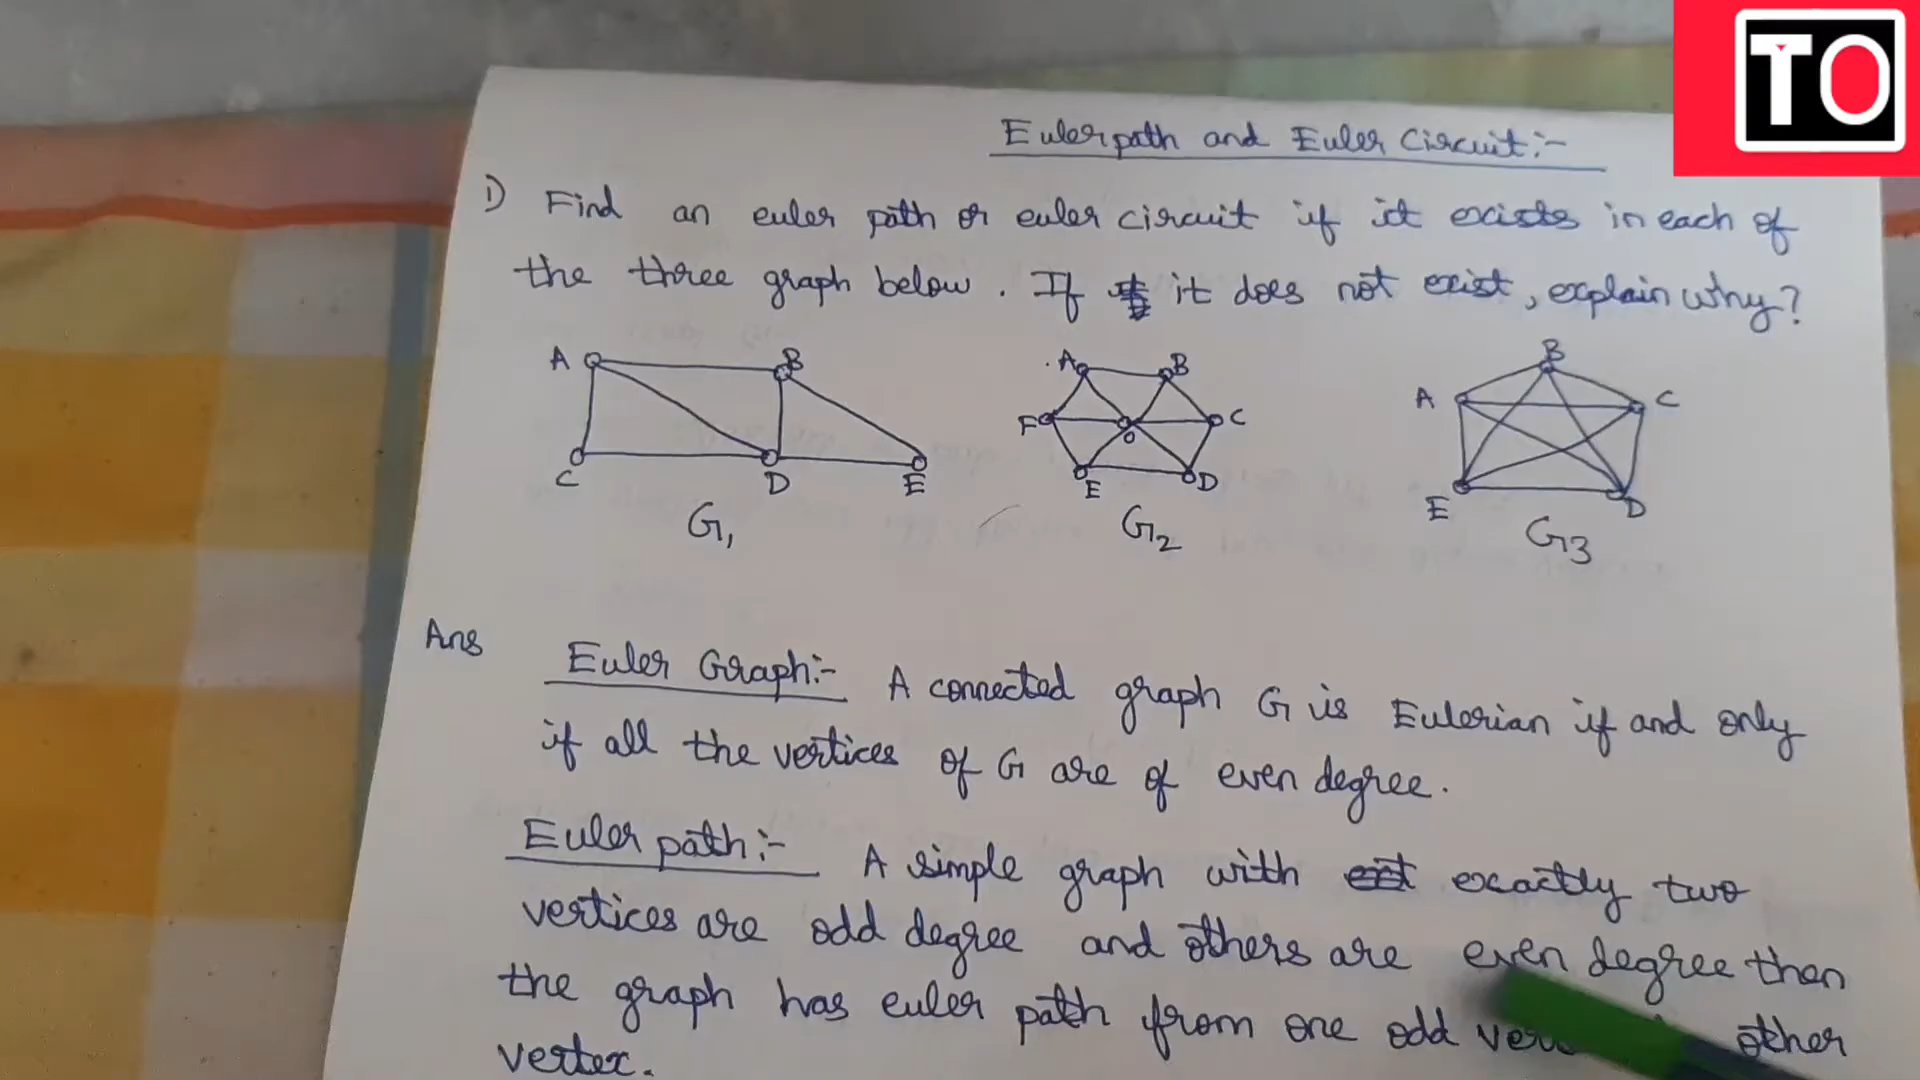 TO
Euler path and Euler Circuit:-
1) Find an euler path or euler circuit if it exists in each of
the three graph below. If it does not exist, explain why?
A B C D E
G1
A B F C O E D
G2
B A C E D
G3
Ans
Euler Graph:- A connected graph G is Eulerian if and only
if all the vertices of G are of even degree.
Euler path:- A simple graph with exactly two
vertices are odd degree and others are even degree then
the graph has euler path from one odd other
vertex.